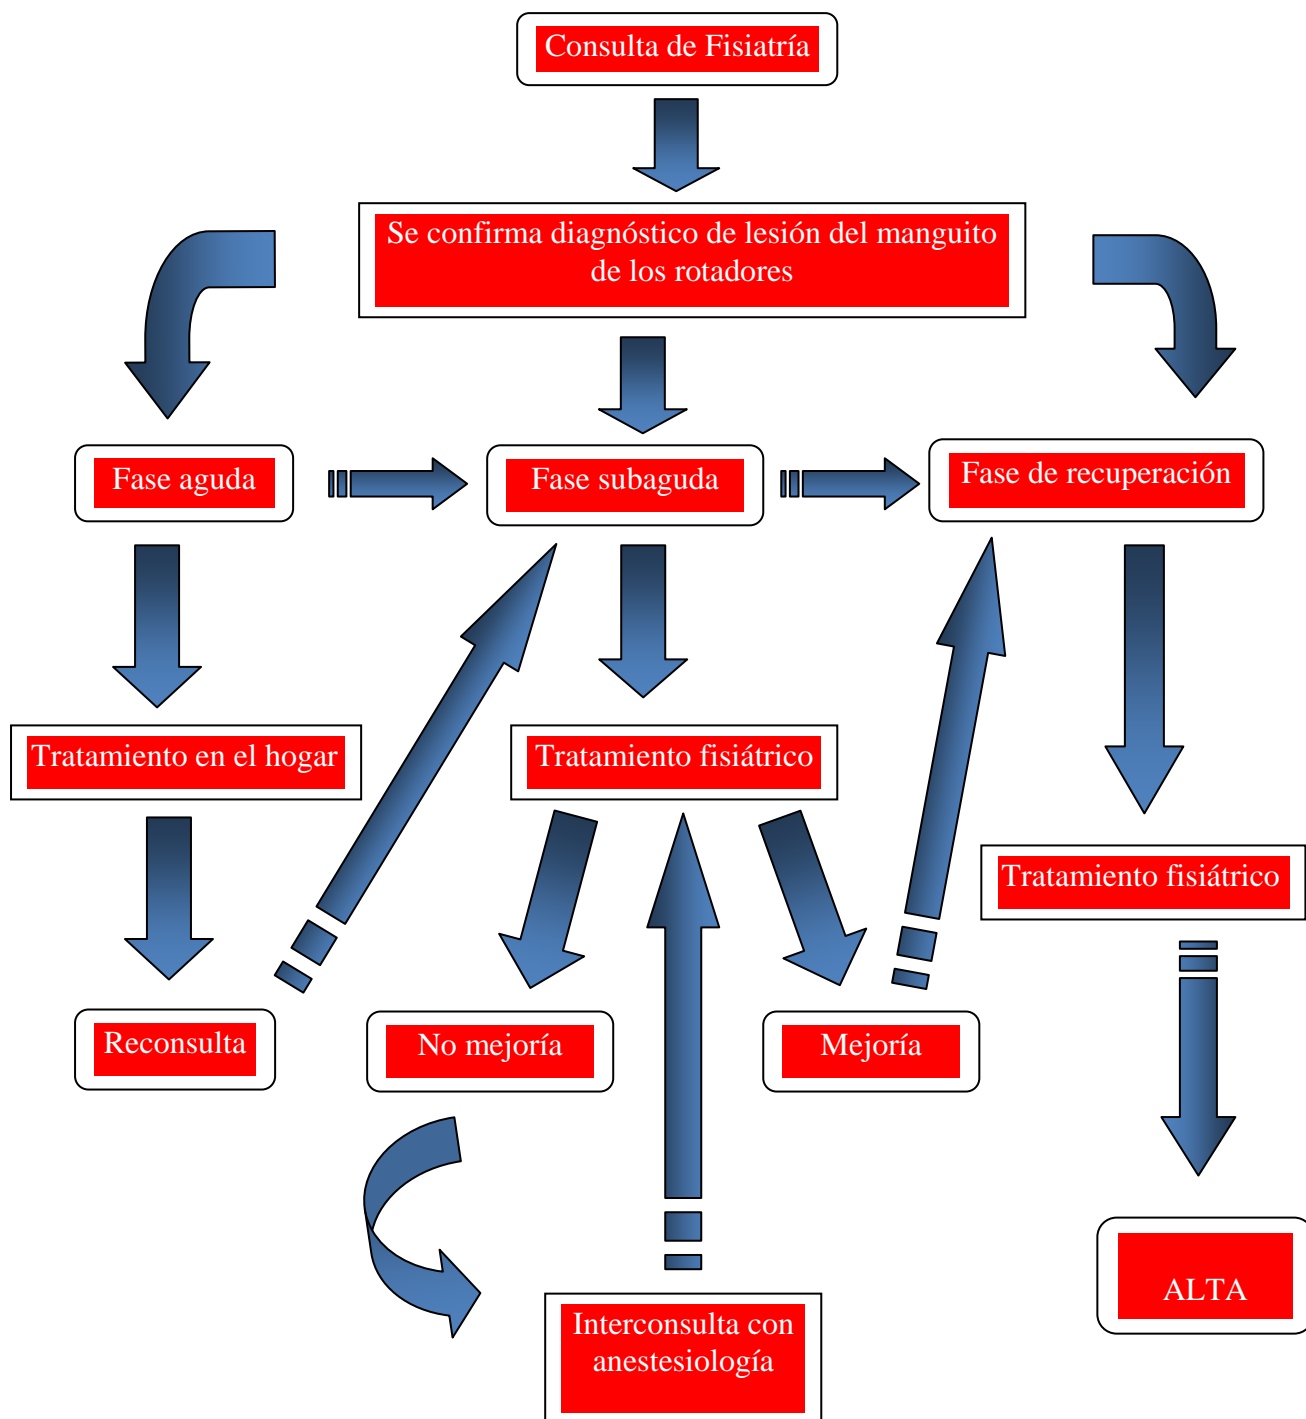 Consulta de Fisiatría
Se confirma diagnóstico de lesión del manguito
de los rotadores
Fase aguda
Fase subaguda
Fase de recuperación
Tratamiento en el hogar
Tratamiento fisiátrico
Tratamiento fisiátrico
Reconsulta
No mejoría
Mejoría
ALTA
Interconsulta con
anestesiología